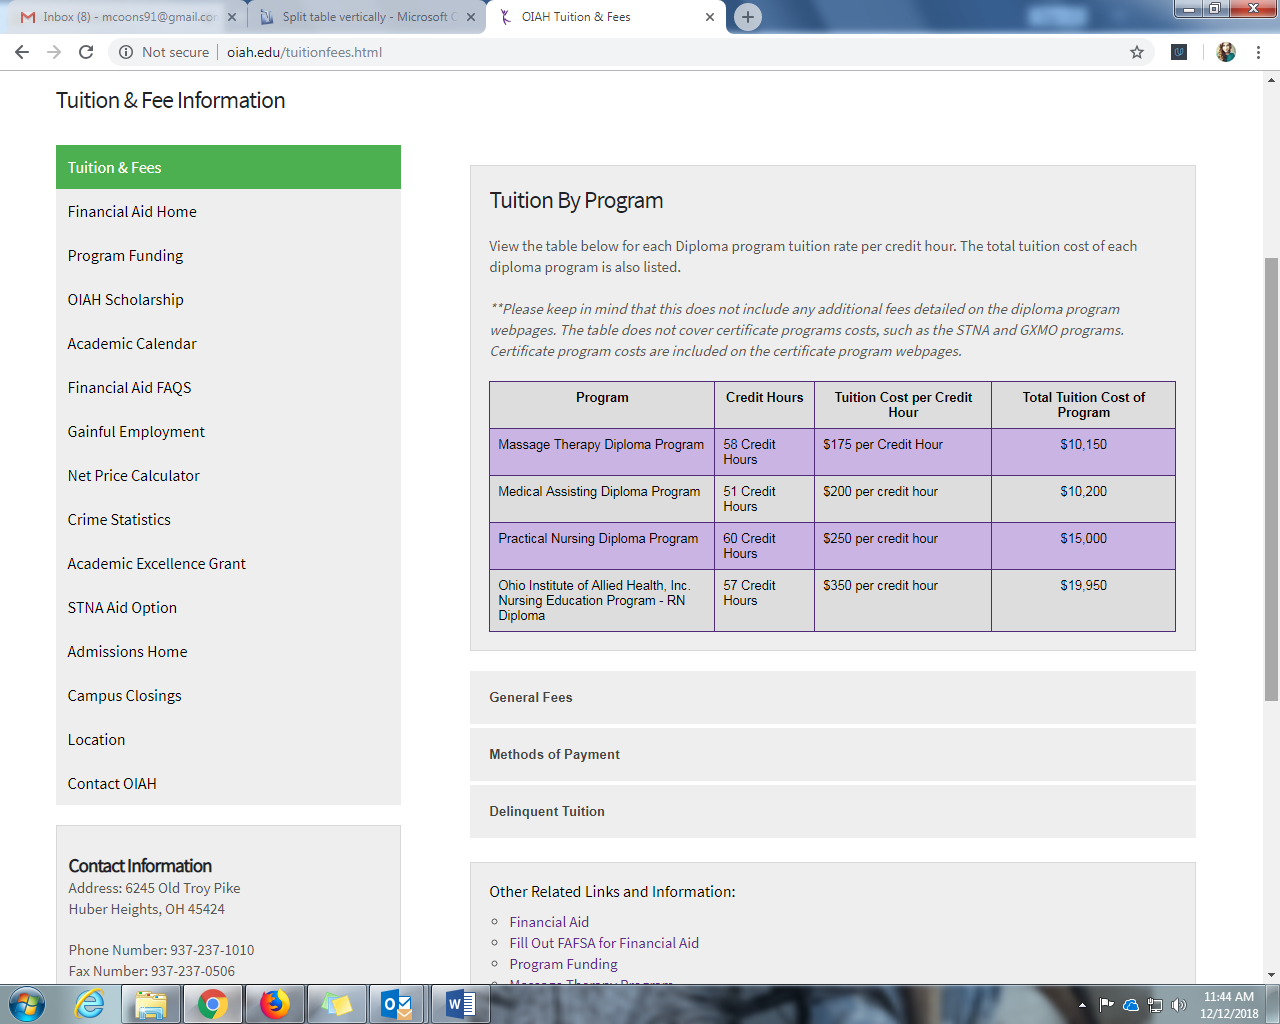 Inbox (8) - mcoons91@gmail.co
Split table vertically - Microsoft C
OIAH Tuition & Fees
Not secure
oiah.edu/tuitionfees.html
Tuition & Fee Information
Tuition & Fees
Financial Aid Home
Program Funding
OIAH Scholarship
Academic Calendar
Financial Aid FAQS
Gainful Employment
Net Price Calculator
Crime Statistics
Academic Excellence Grant
STNA Aid Option
Admissions Home
Campus Closings
Location
Contact OIAH
Contact Information
Address: 6245 Old Troy Pike
Huber Heights, OH 45424
Phone Number: 937-237-1010
Fax Number: 937-237-0506
Tuition By Program
View the table below for each Diploma program tuition rate per credit hour. The total tuition cost of each
diploma program is also listed.
**Please keep in mind that this does not include any additional fees detailed on the diploma program
webpages. The table does not cover certificate programs costs, such as the STNA and GXMO programs.
Certificate program costs are included on the certificate program webpages.
Program
Credit Hours
Tuition Cost per Credit
Hour
Total Tuition Cost of
Program
Massage Therapy Diploma Program
58 Credit
Hours
$175 per Credit Hour
$10,150
Medical Assisting Diploma Program
51 Credit
Hours
$200 per credit hour
$10,200
Practical Nursing Diploma Program
60 Credit
Hours
$250 per credit hour
$15,000
Ohio Institute of Allied Health, Inc.
Nursing Education Program - RN
Diploma
57 Credit
Hours
$350 per credit hour
$19,950
General Fees
Methods of Payment
Delinquent Tuition
Other Related Links and Information:
Financial Aid
Fill Out FAFSA for Financial Aid
Program Funding
Massage Therapy Program
11:44 AM
12/12/2018